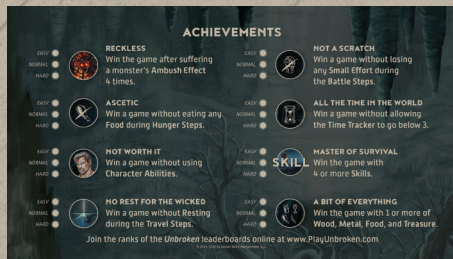 ACHIEVEMENTS
EASY
NORMAL
HARD
RECKLESS
Win the game after suffering
a monster's Ambush Effect
4 times.
EASY
NORMAL
HARD
NOT A SCRATCH
Win a game without losing
any Small Effort during
the Battle Steps.
EASY
NORMAL
HARD
ASCETIC
Win a game without eating any
Food during Hunger Steps.
EASY
NORMAL
HARD
ALL THE TIME IN THE WORLD
Win a game without allowing
the Time Tracker to go below 3.
EASY
NORMAL
HARD
NOT WORTH IT
Win a game without using
Character Abilities.
EASY
NORMAL
HARD
SKILL
MASTER OF SURVIVAL
Win the game with
4 or more Skills.
EASY
NORMAL
HARD
NO REST FOR THE WICKED
Win a game without Resting
during the Travel Steps.
EASY
NORMAL
HARD
A BIT OF EVERYTHING
Win the game with 1 or more of
Wood, Metal, Food, and Treasure.
Join the ranks of the Unbroken leaderboards online at www.PlayUnbroken.com